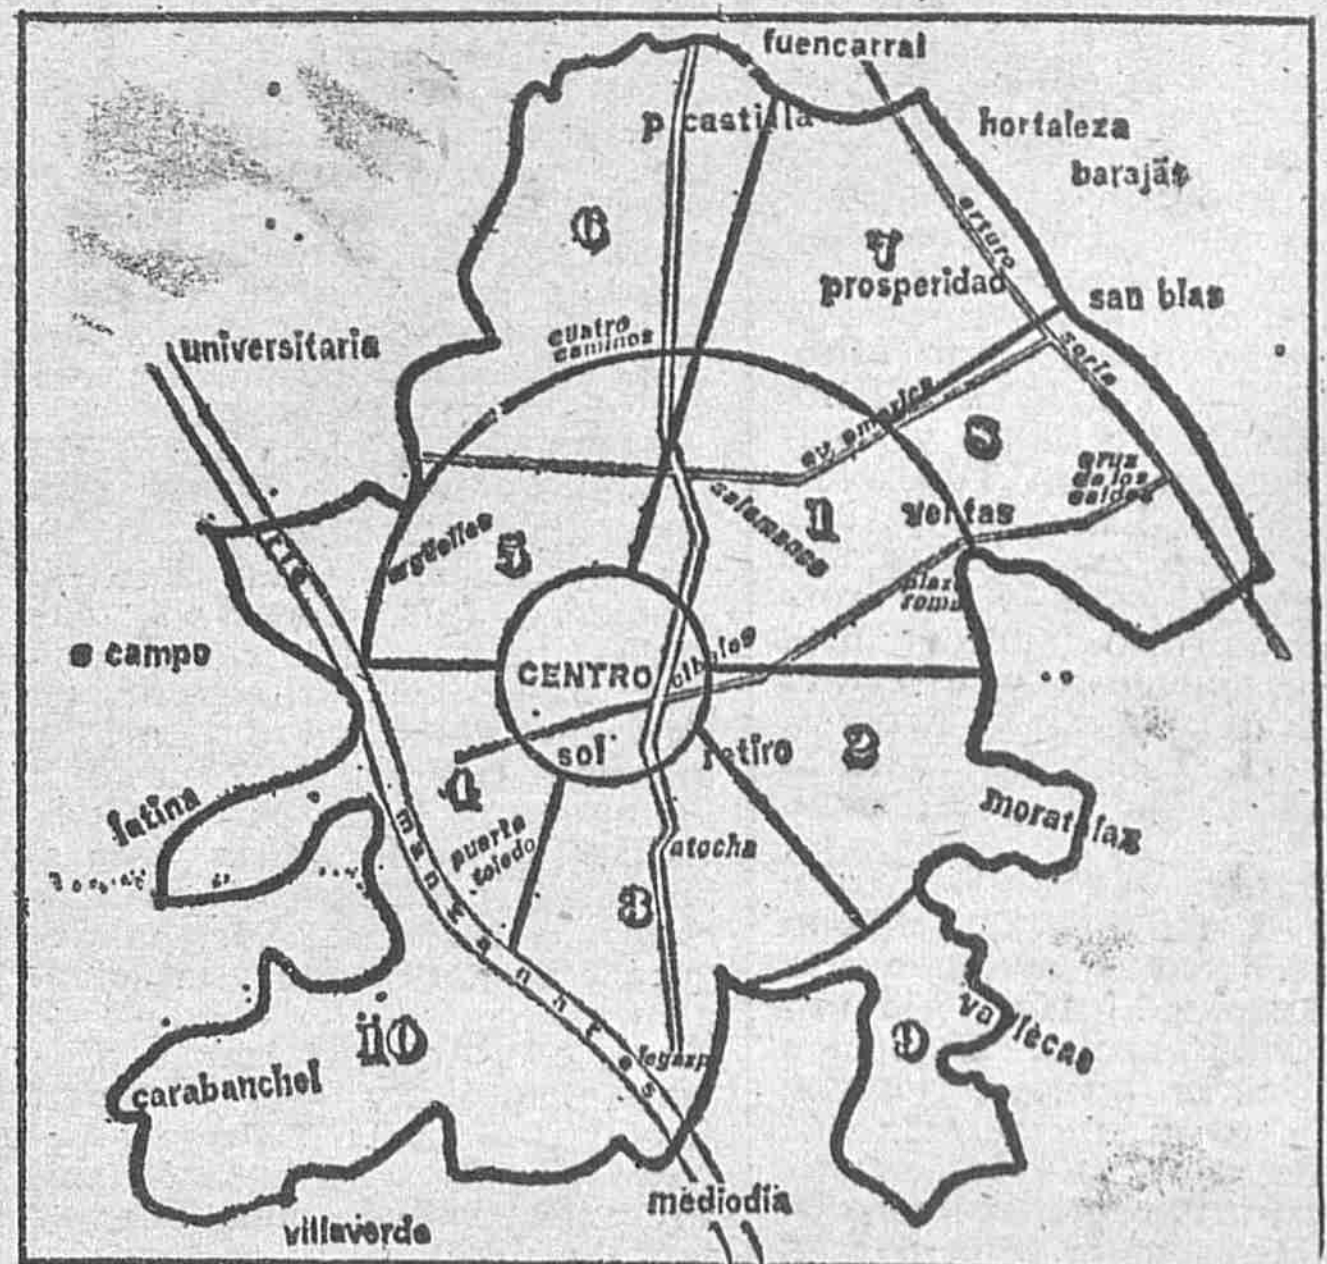 fuencarral
p castilla
hortaleza
barajas
6
arturo
7
prosperidad
san blas
universitaria
cuatro
caminos
soria
av. america
8
cruz
de los
caidos
salamanca
1
ventas
argüelles
5
rio
plaza
roma
c campo
CENTRO
cibeles
sol
retiro
2
4
latina
moratalaz
manzanares
puerta
toledo
atocha
3
vallecas
10
9
legazpi
carabanchel
mediodia
villaverde